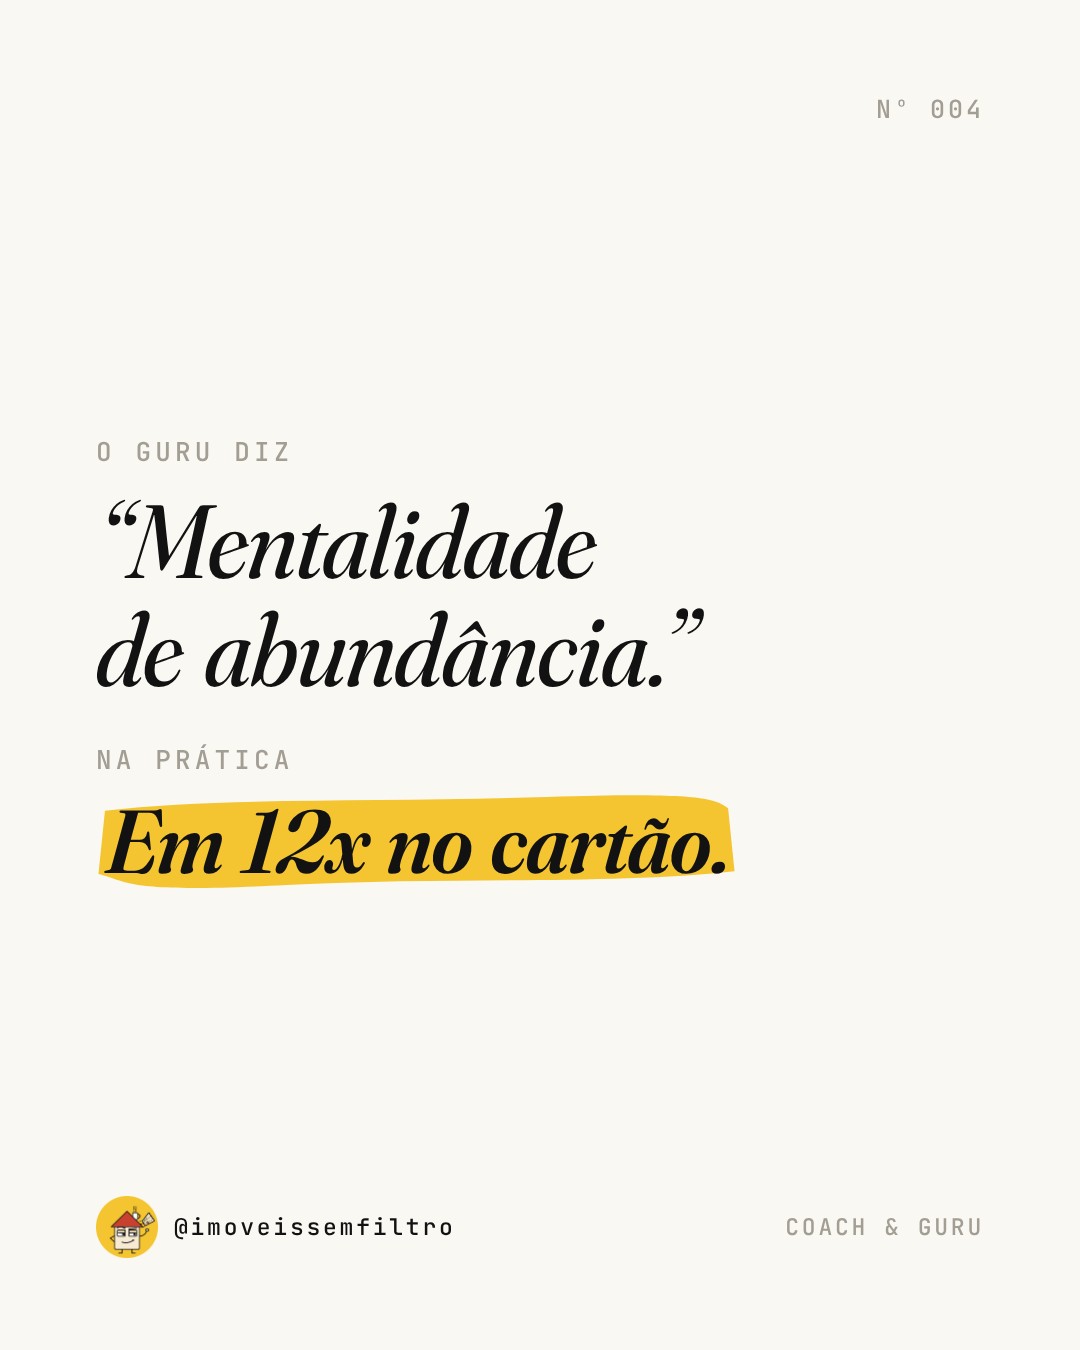 Nº 004
O GURU DIZ
“Mentalidade
de abundância.”
NA PRÁTICA
Em 12x no cartão.
@imoveissemfiltro
COACH & GURU